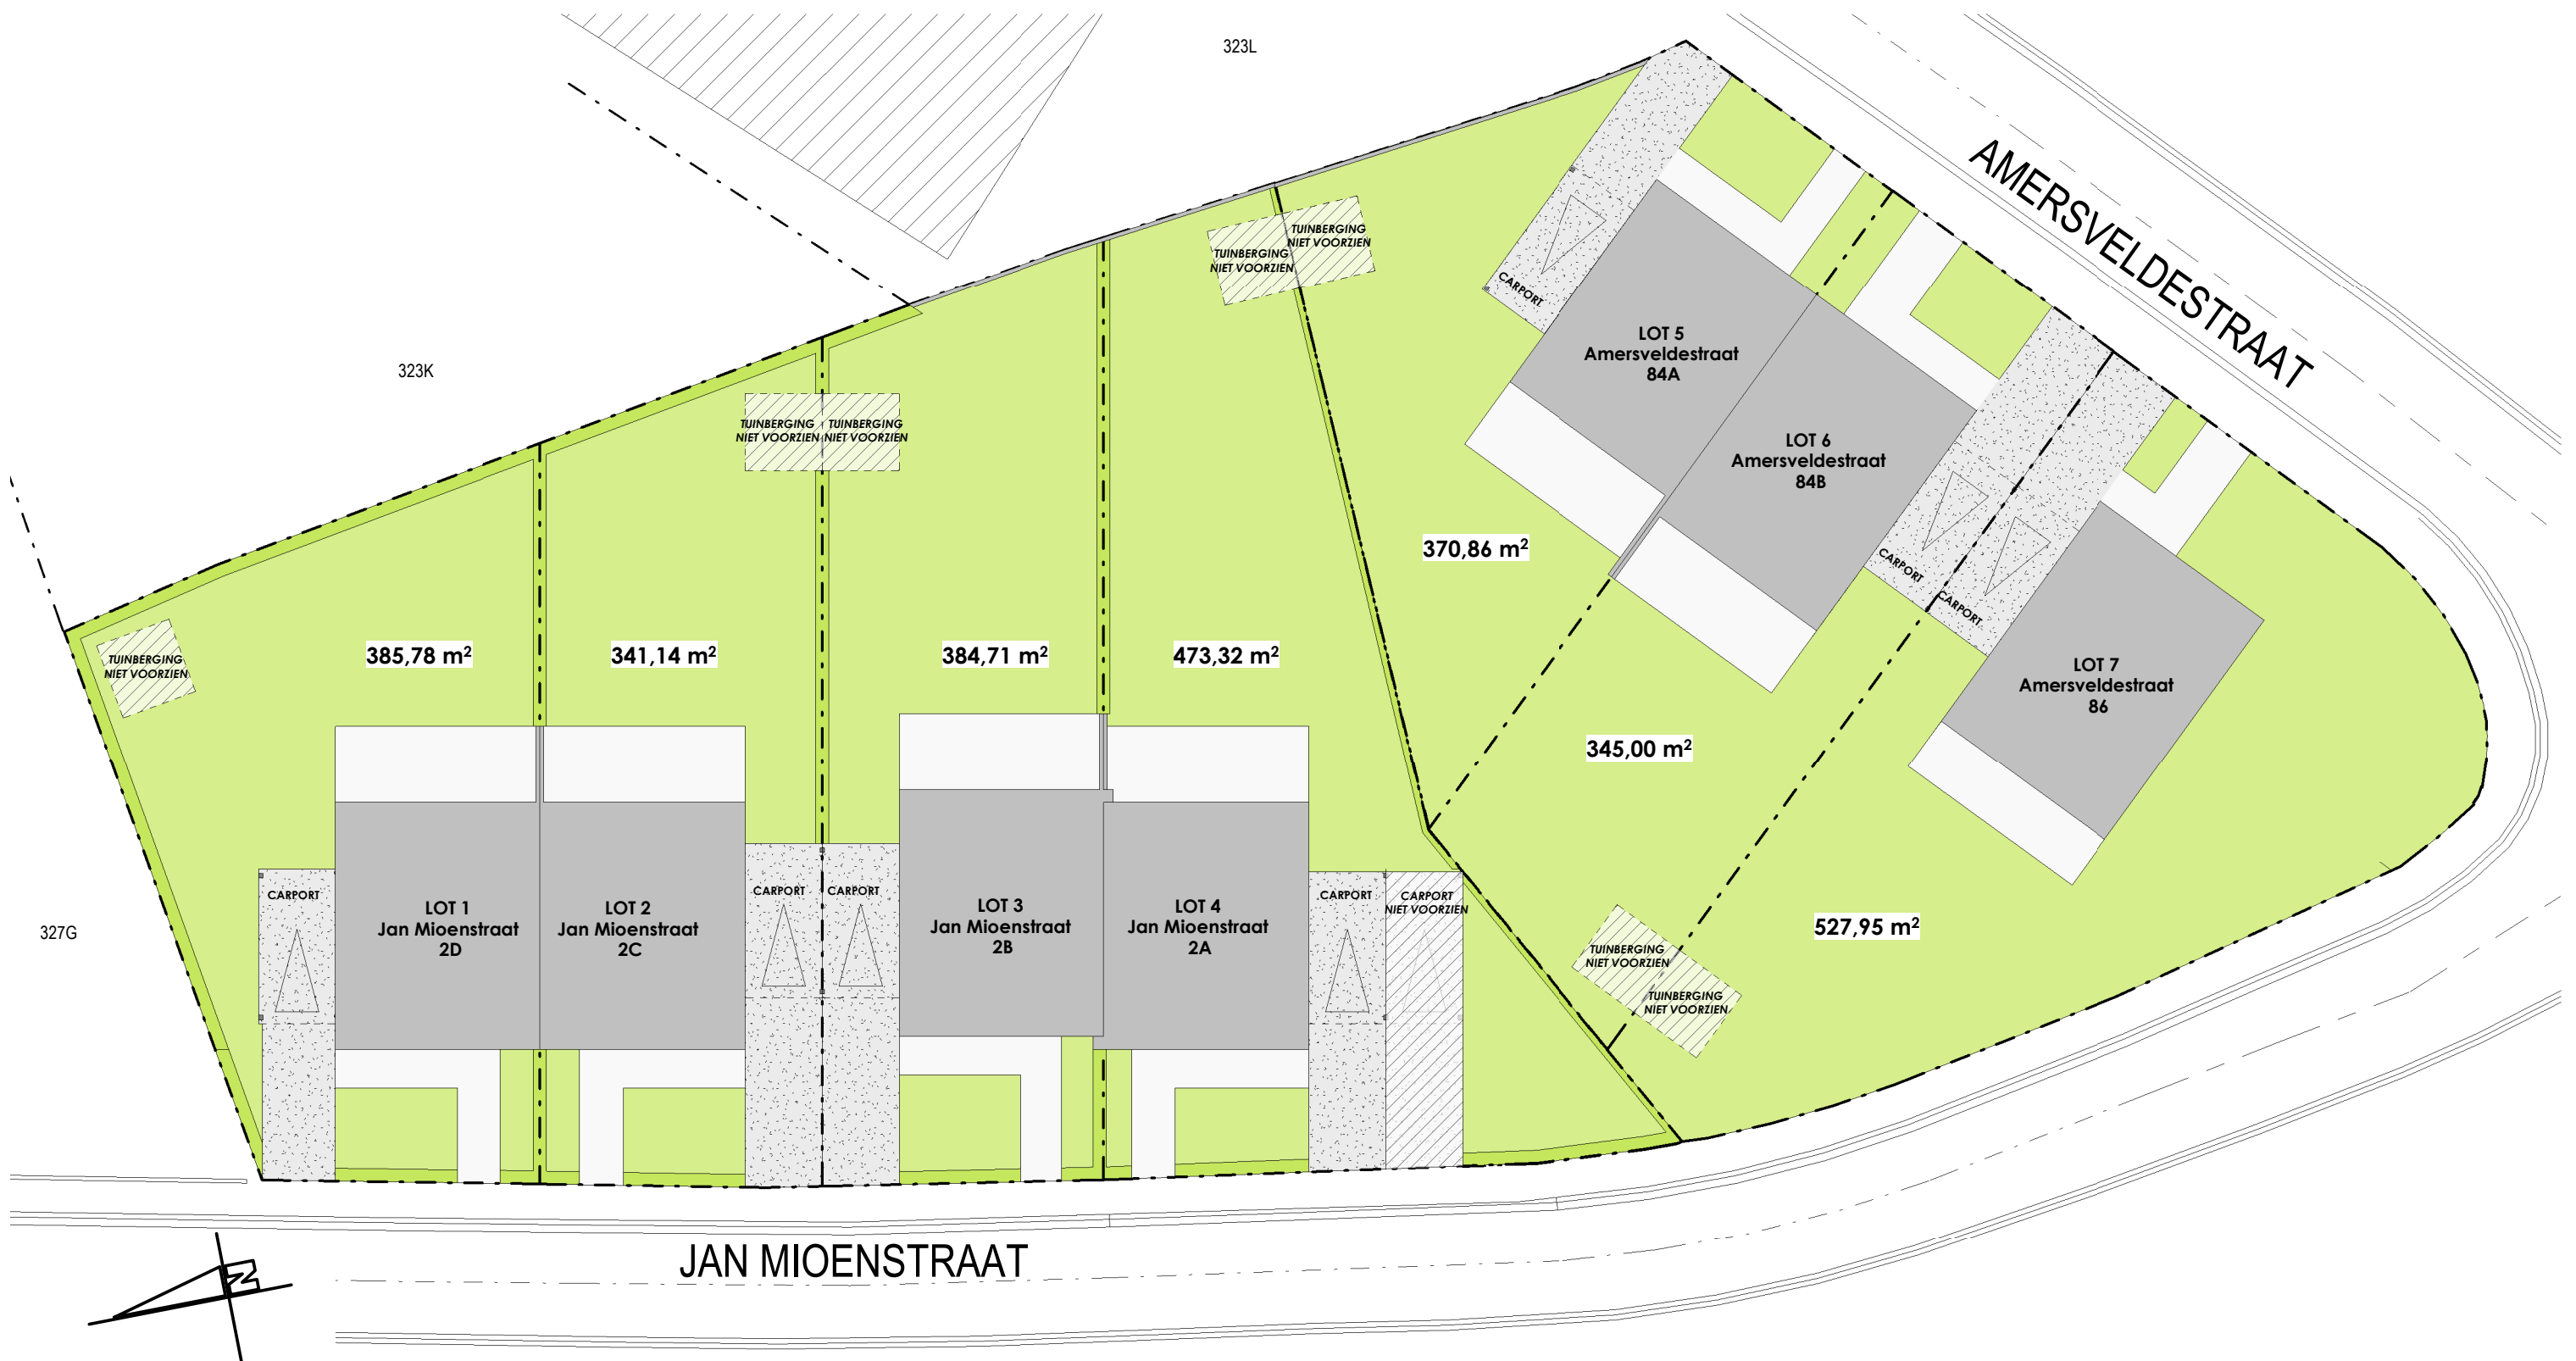 323L
AMERSVELDESTRAAT
TUINBERGING
NIET VOORZIEN
TUINBERGING
NIET VOORZIEN
CARPORT
LOT 5
Amersveldestraat
84A
323K
TUINBERGING
NIET VOORZIEN
TUINBERGING
NIET VOORZIEN
LOT 6
Amersveldestraat
84B
370,86 m²
CARPORT
CARPORT
TUINBERGING
NIET VOORZIEN
385,78 m²
341,14 m²
384,71 m²
473,32 m²
LOT 7
Amersveldestraat
86
345,00 m²
327G
CARPORT
LOT 1
Jan Mioenstraat
2D
LOT 2
Jan Mioenstraat
2C
CARPORT
CARPORT
LOT 3
Jan Mioenstraat
2B
LOT 4
Jan Mioenstraat
2A
CARPORT
CARPORT
NIET VOORZIEN
527,95 m²
TUINBERGING
NIET VOORZIEN
TUINBERGING
NIET VOORZIEN
JAN MIOENSTRAAT
N